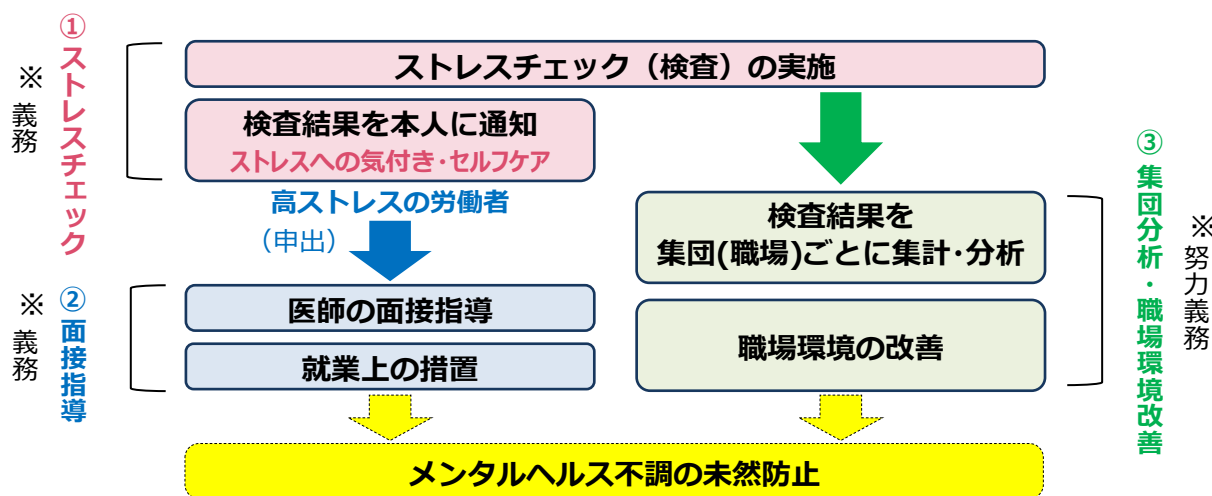 ①ストレスチェック
※義務
ストレスチェック（検査）の実施
検査結果を本人に通知
ストレスへの気付き・セルフケア
高ストレスの労働者
（申出）
②面接指導
※義務
医師の面接指導
就業上の措置
検査結果を
集団(職場)ごとに集計・分析
職場環境の改善
③集団分析・職場環境改善
※努力義務
メンタルヘルス不調の未然防止